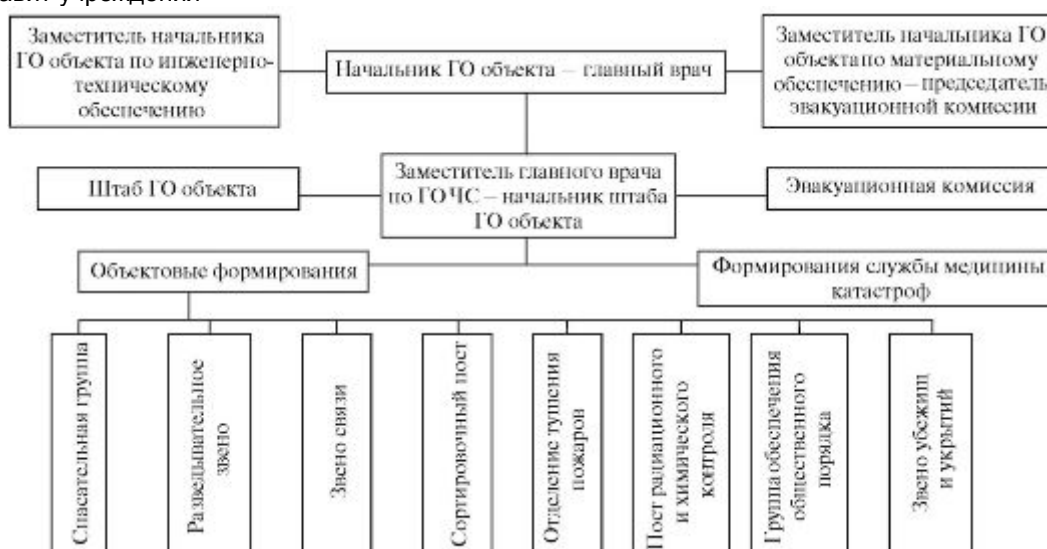 Заместитель начальника
ГО объекта по инженерно-
техническому
обеспечению
Начальник ГО объекта – главный врач
Заместитель начальника ГО
объекта по материальному
обеспечению – председатель
эвакуационной комиссии
Штаб ГО объекта
Заместитель главного врача
по ГОЧС – начальник штаба
ГО объекта
Эвакуационная комиссия
Объектовые формирования
Формирования службы медицины
катастроф
Спасательная группа
Разведывательное
звено
Звено связи
Сортировочный пост
Отделение тушения
пожаров
Пост радиационного
и химического
контроля
Группа обеспечения
общественного
порядка
Звено убежищ
и укрытий